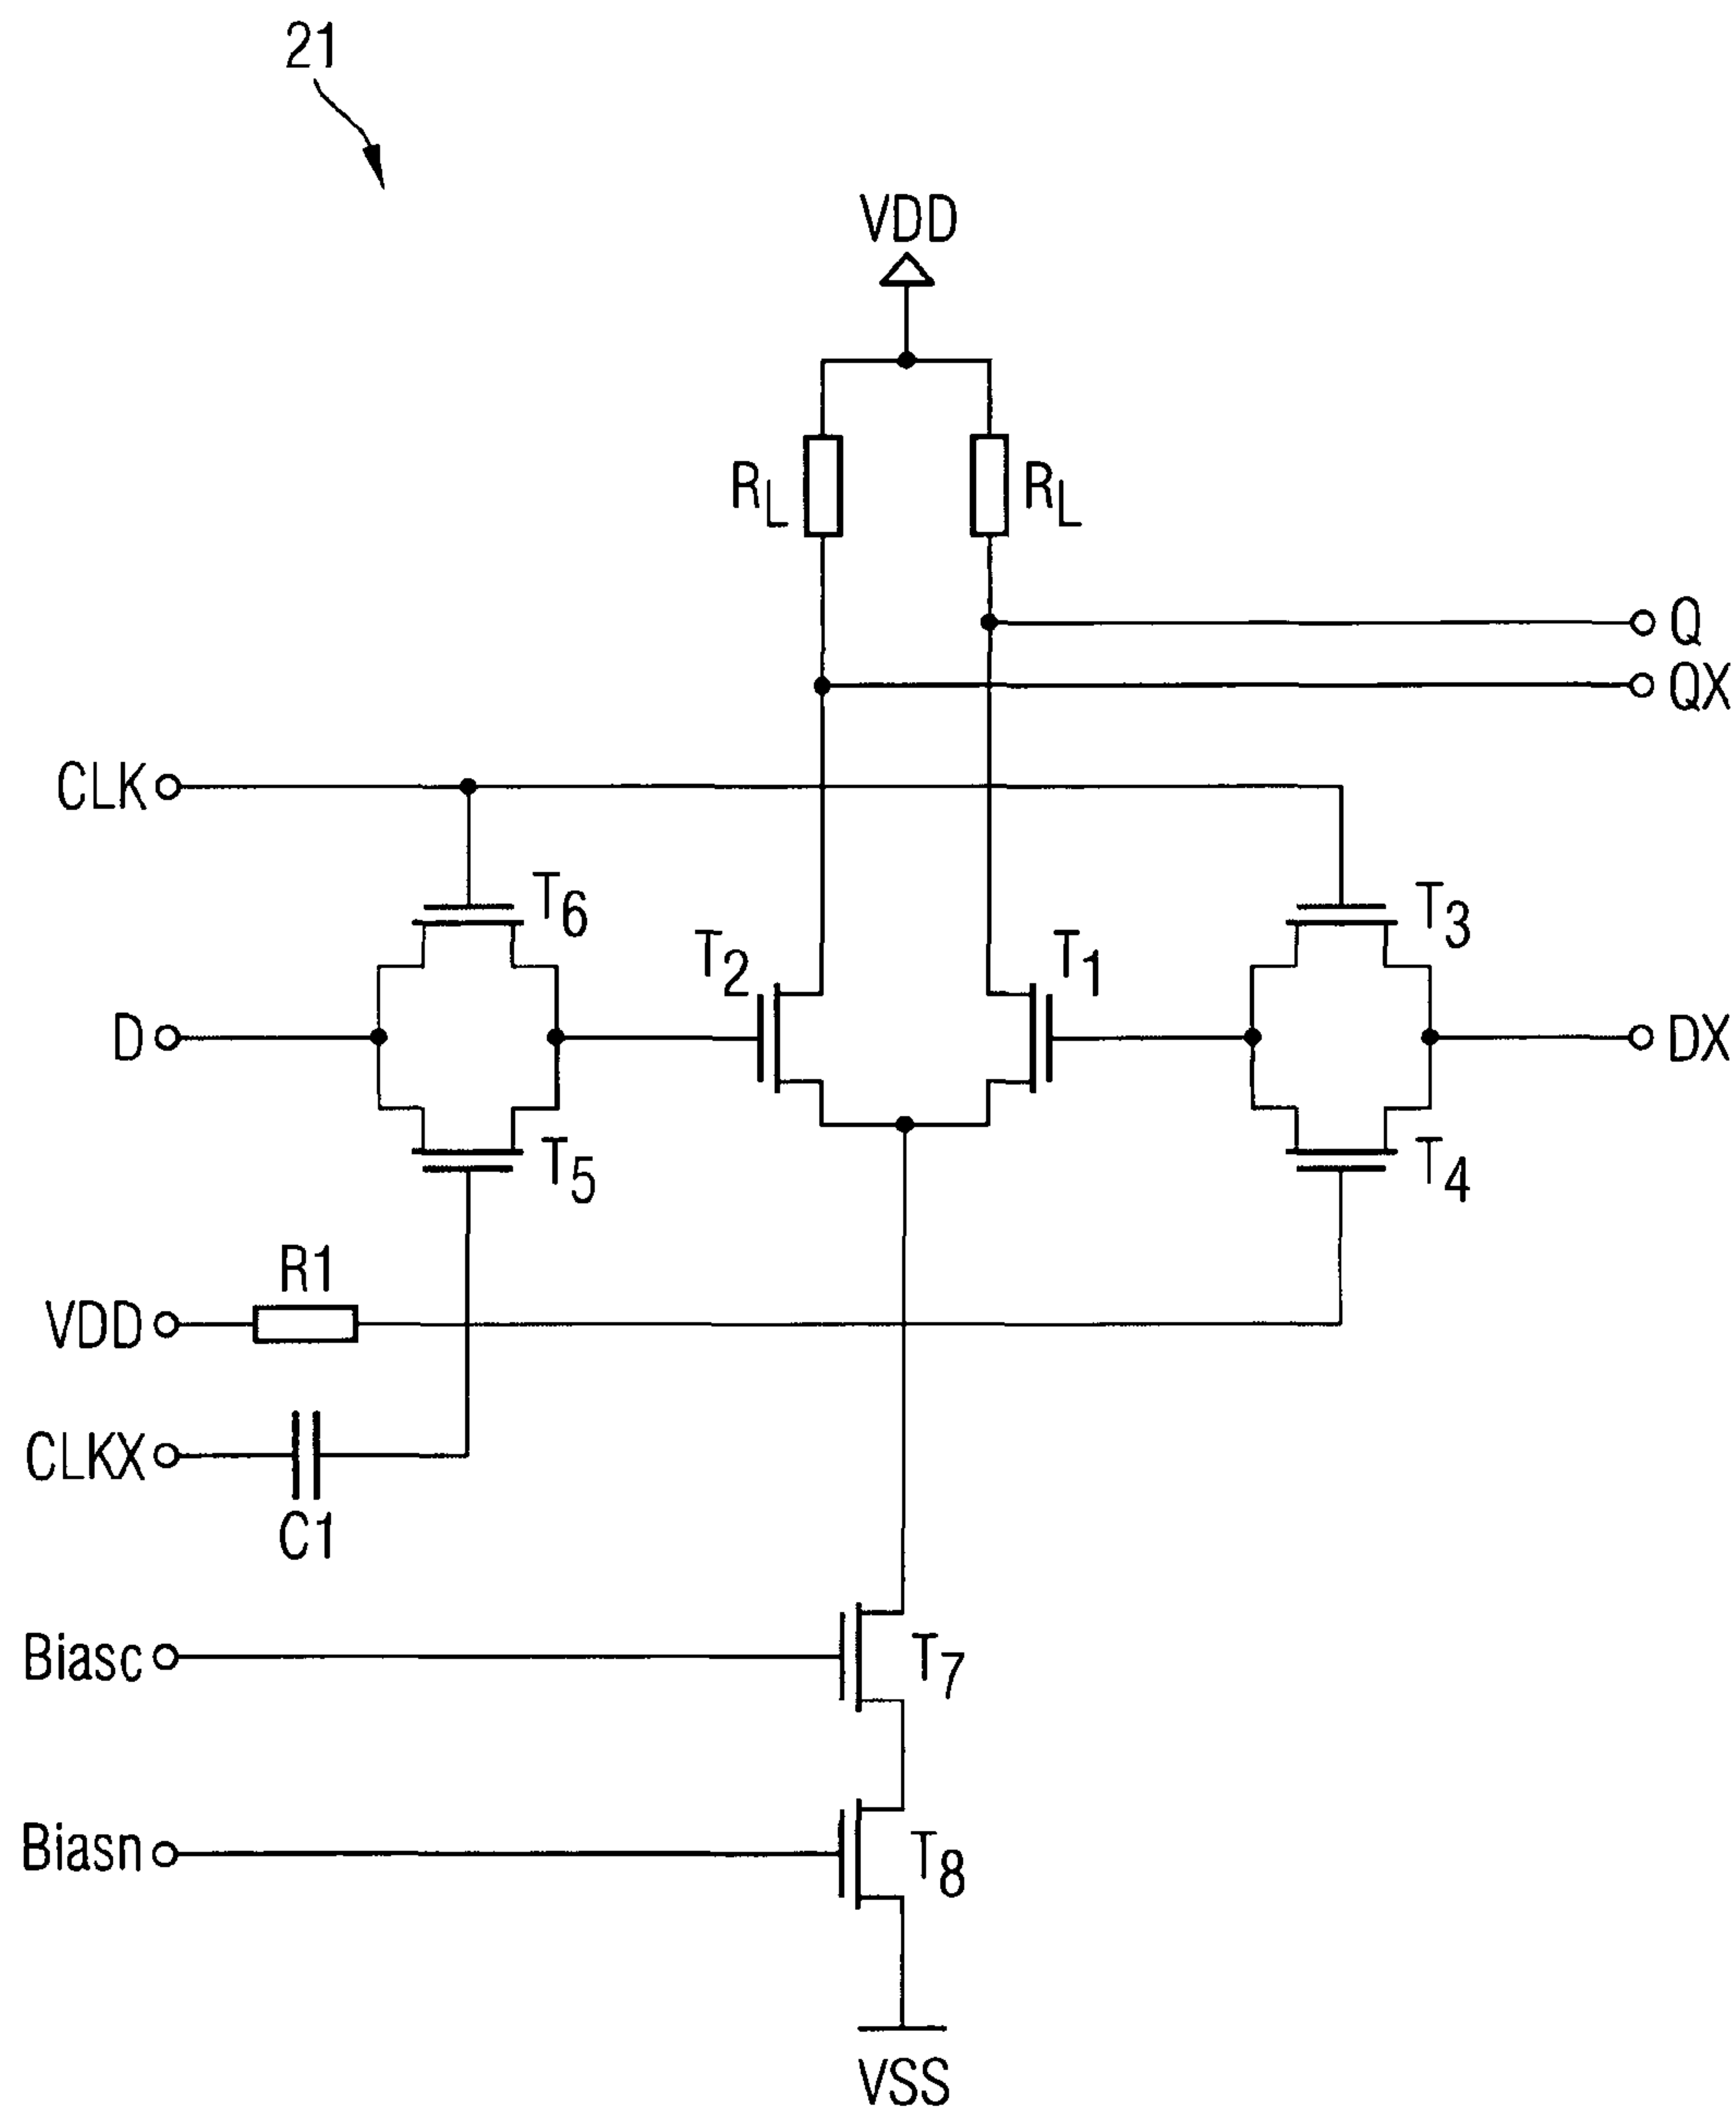 21
VDD
RL RL
Q
QX
CLK
T6 T3
T2 T1
D DX
T5 T4
R1
VDD
CLKX
C1
Biasc T7
Biasn T8
VSS